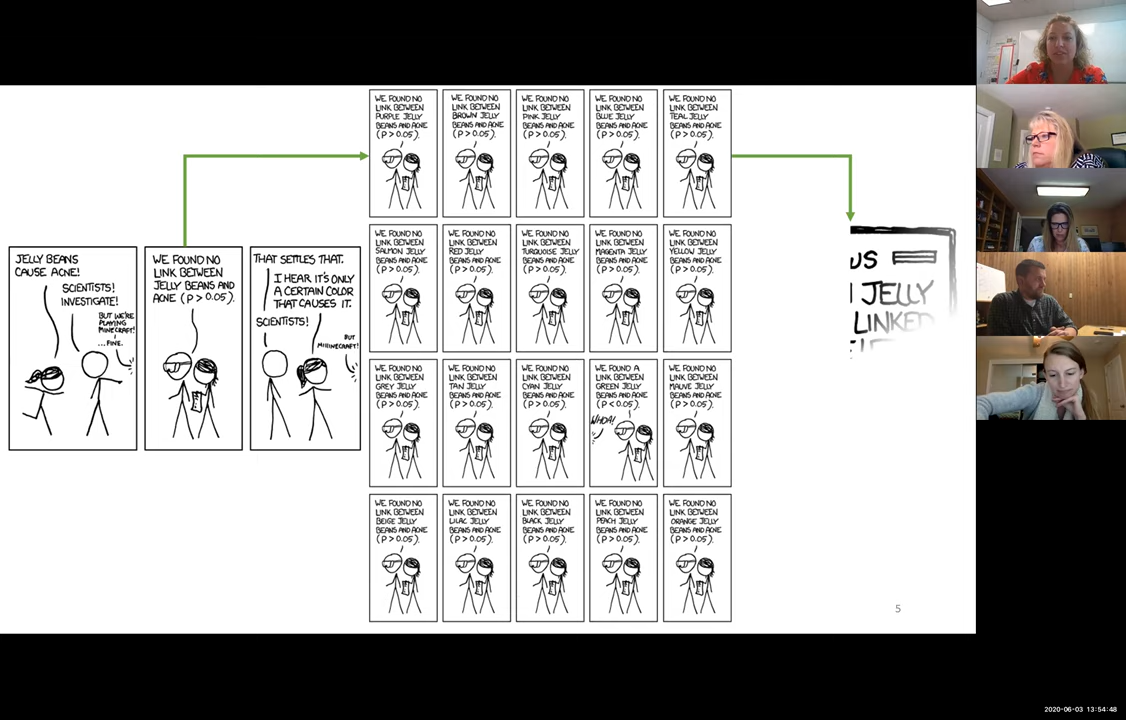 JELLY BEANS
CAUSE ACNE!
SCIENTISTS!
INVESTIGATE!
BUT WE'RE
PLAYING
MINECRAFT!
...FINE.
WE FOUND NO
LINK BETWEEN
JELLY BEANS AND
ACNE (P > 0.05).
THAT SETTLES THAT.
I HEAR IT'S ONLY
A CERTAIN COLOR
THAT CAUSES IT.
SCIENTISTS!
BUT
MIIINECRAFT!
WE FOUND NO
LINK BETWEEN
PURPLE JELLY
BEANS AND ACNE
(P > 0.05).
WE FOUND NO
LINK BETWEEN
BROWN JELLY
BEANS AND ACNE
(P > 0.05).
WE FOUND NO
LINK BETWEEN
PINK JELLY
BEANS AND ACNE
(P > 0.05).
WE FOUND NO
LINK BETWEEN
BLUE JELLY
BEANS AND ACNE
(P > 0.05).
WE FOUND NO
LINK BETWEEN
TEAL JELLY
BEANS AND ACNE
(P > 0.05).
WE FOUND NO
LINK BETWEEN
SALMON JELLY
BEANS AND ACNE
(P > 0.05).
WE FOUND NO
LINK BETWEEN
RED JELLY
BEANS AND ACNE
(P > 0.05).
WE FOUND NO
LINK BETWEEN
TURQUOISE JELLY
BEANS AND ACNE
(P > 0.05).
WE FOUND NO
LINK BETWEEN
MAGENTA JELLY
BEANS AND ACNE
(P > 0.05).
WE FOUND NO
LINK BETWEEN
YELLOW JELLY
BEANS AND ACNE
(P > 0.05).
WE FOUND NO
LINK BETWEEN
GREY JELLY
BEANS AND ACNE
(P > 0.05).
WE FOUND NO
LINK BETWEEN
TAN JELLY
BEANS AND ACNE
(P > 0.05).
WE FOUND NO
LINK BETWEEN
CYAN JELLY
BEANS AND ACNE
(P > 0.05).
WE FOUND A
LINK BETWEEN
GREEN JELLY
BEANS AND ACNE
(P < 0.05).
WHOA!
WE FOUND NO
LINK BETWEEN
MAUVE JELLY
BEANS AND ACNE
(P > 0.05).
WE FOUND NO
LINK BETWEEN
BEIGE JELLY
BEANS AND ACNE
(P > 0.05).
WE FOUND NO
LINK BETWEEN
LILAC JELLY
BEANS AND ACNE
(P > 0.05).
WE FOUND NO
LINK BETWEEN
BLACK JELLY
BEANS AND ACNE
(P > 0.05).
WE FOUND NO
LINK BETWEEN
PEACH JELLY
BEANS AND ACNE
(P > 0.05).
WE FOUND NO
LINK BETWEEN
ORANGE JELLY
BEANS AND ACNE
(P > 0.05).
JELLY
LINKED
5
2020-06-03 13:54:48